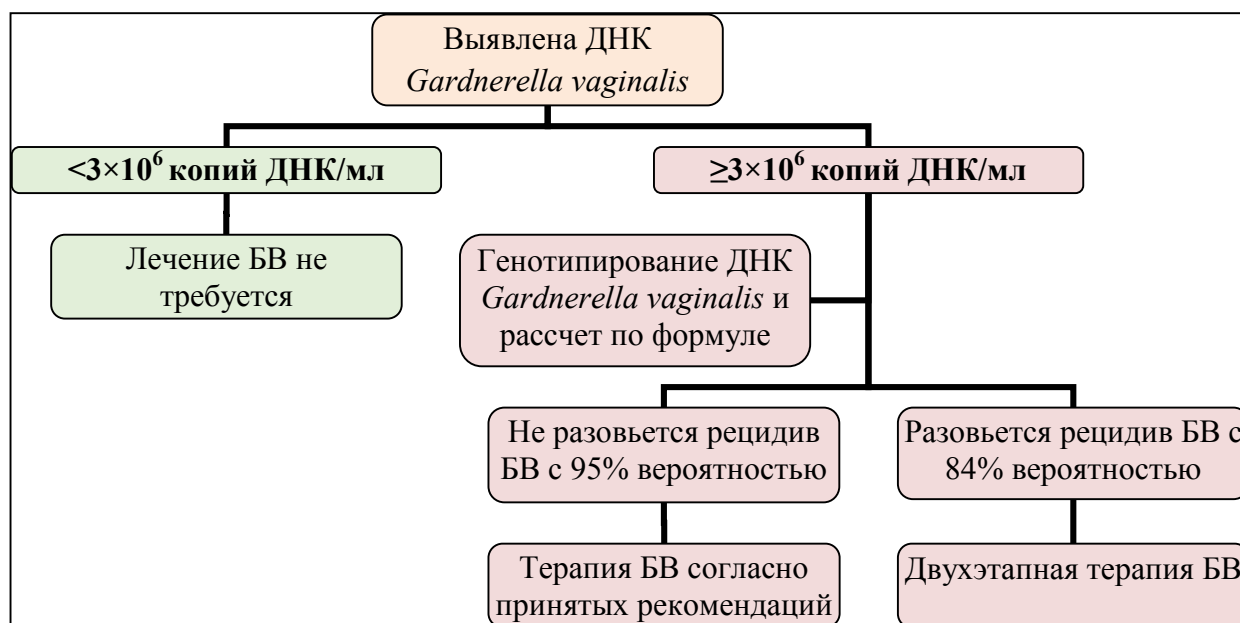 Выявлена ДНК
Gardnerella vaginalis
<3×10⁶ копий ДНК/мл
≥3×10⁶ копий ДНК/мл
Лечение БВ не
требуется
Генотипирование ДНК
Gardnerella vaginalis и
рассчет по формуле
Не разовьется рецидив
БВ с 95% вероятностью
Разовьется рецидив БВ с
84% вероятностью
Терапия БВ согласно
принятых рекомендаций
Двухэтапная терапия БВ